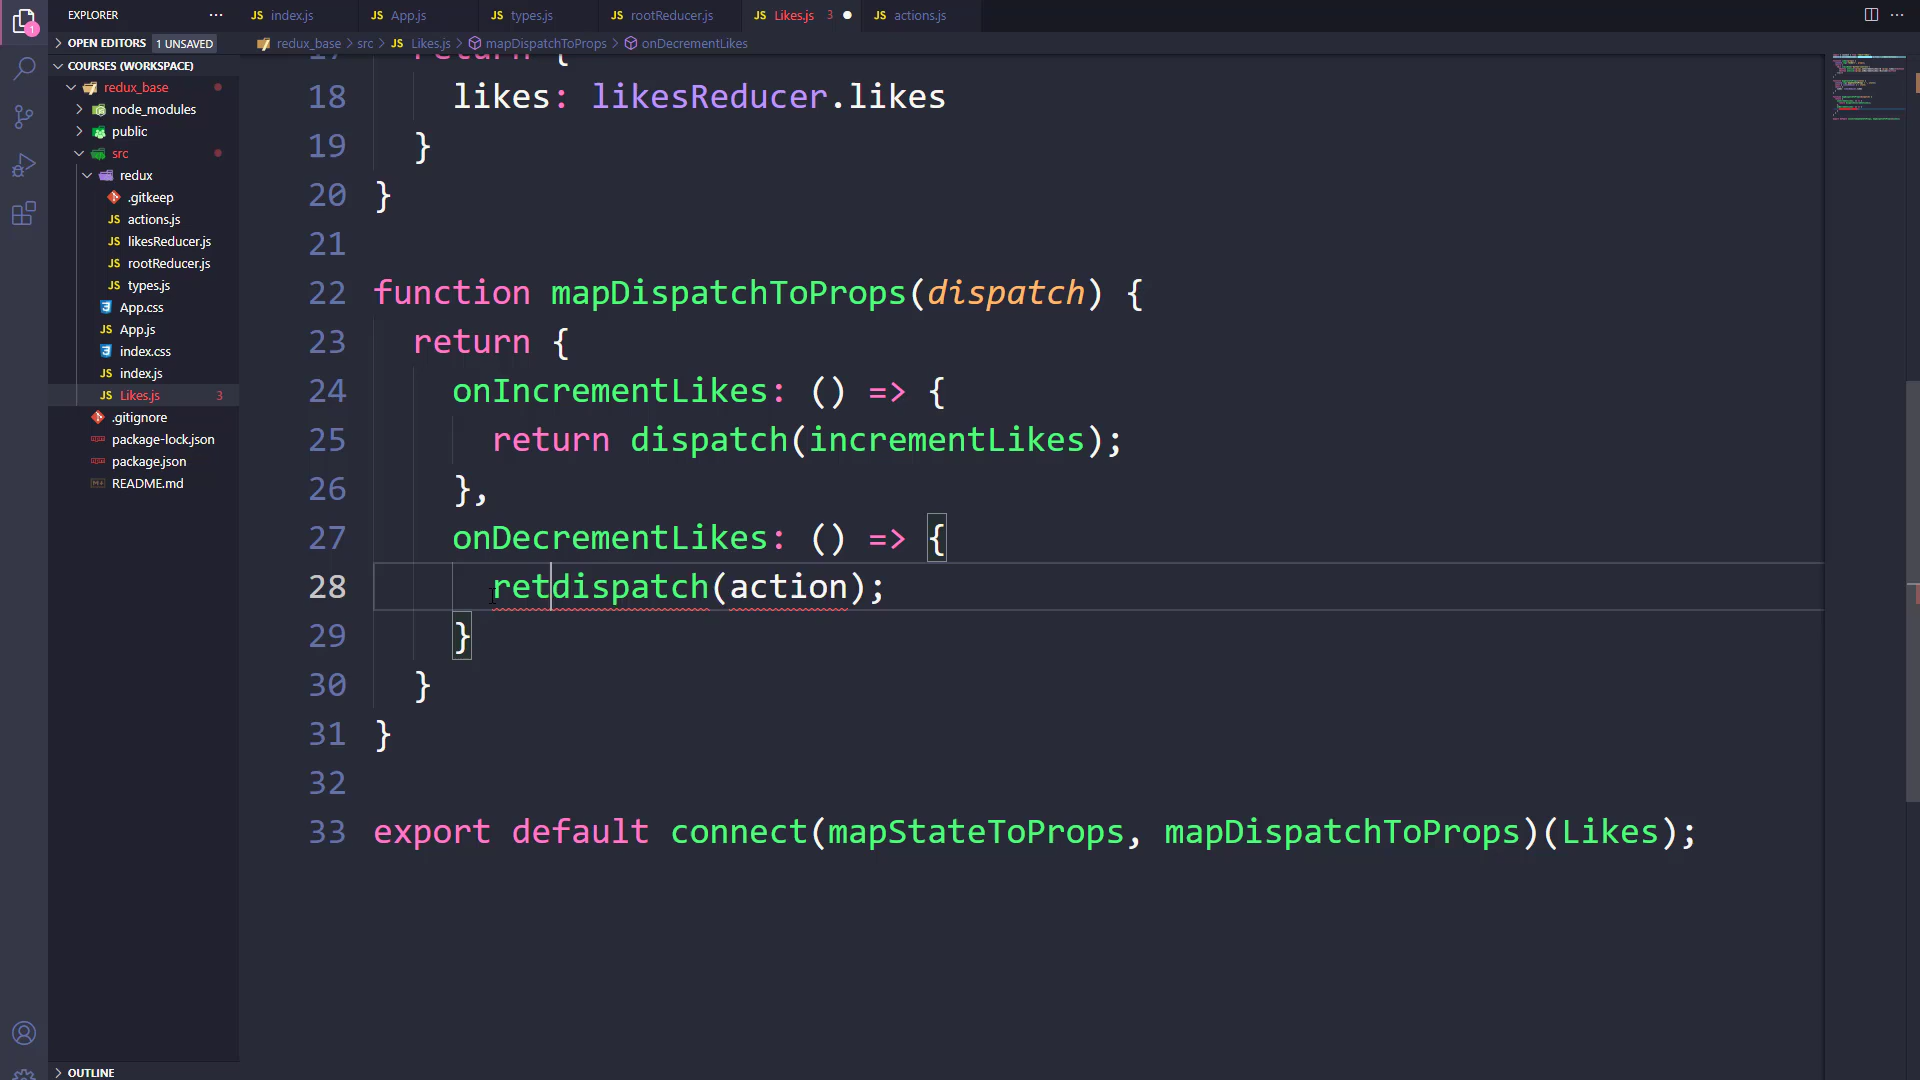 EXPLORER
index.js
App.js
types.js
rootReducer.js
Likes.js 3
actions.js
OPEN EDITORS 1 UNSAVED
redux_base > src > Likes.js > mapDispatchToProps > onDecrementLikes
COURSES (WORKSPACE)
redux_base
node_modules
public
src
redux
.gitkeep
actions.js
likesReducer.js
rootReducer.js
types.js
App.css
App.js
index.css
index.js
Likes.js 3
.gitignore
package-lock.json
package.json
README.md
OUTLINE
17 return {
18 likes: likesReducer.likes
19 }
20 }
21
22 function mapDispatchToProps(dispatch) {
23 return {
24 onIncrementLikes: () => {
25 return dispatch(incrementLikes);
26 },
27 onDecrementLikes: () => {
28 retdispatch(action);
29 }
30 }
31 }
32
33 export default connect(mapStateToProps, mapDispatchToProps)(Likes);